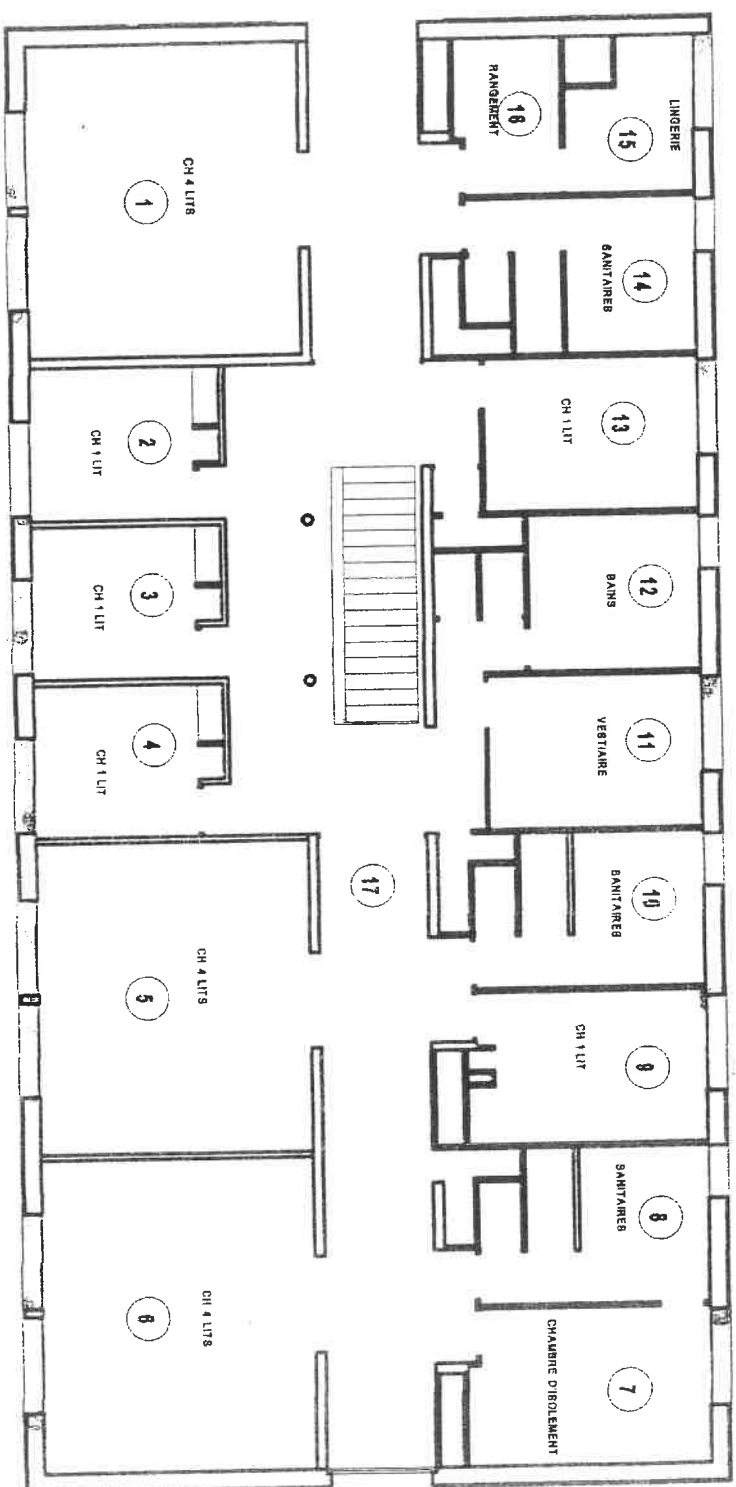 CH 4 LITS
1
CH 1 LIT
2
CH 1 LIT
3
CH 1 LIT
4
CH 4 LITS
5
CH 4 LITS
6
CHAMBRE D'ISOLEMENT
7
SANITAIRES
8
CH 1 LIT
9
SANITAIRES
10
VESTIAIRE
11
BAINS
12
CH 1 LIT
13
SANITAIRES
14
LINGERIE
15
RANGEMENT
16
17